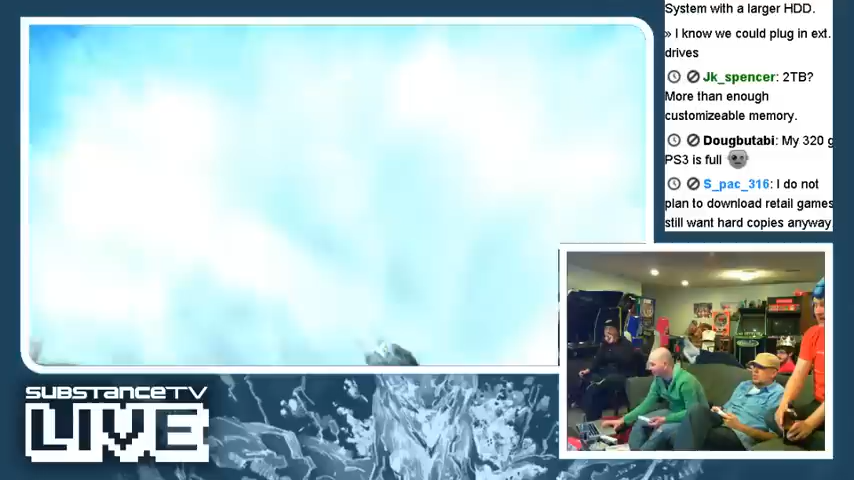 System with a larger HDD.
» I know we could plug in ext.
drives
Jk_spencer: 2TB?
More than enough
customizeable memory.
Dougbutabi: My 320 g
PS3 is full
S_pac_316: I do not
plan to download retail games
still want hard copies anyway
SUBSTANCETV
LIVE